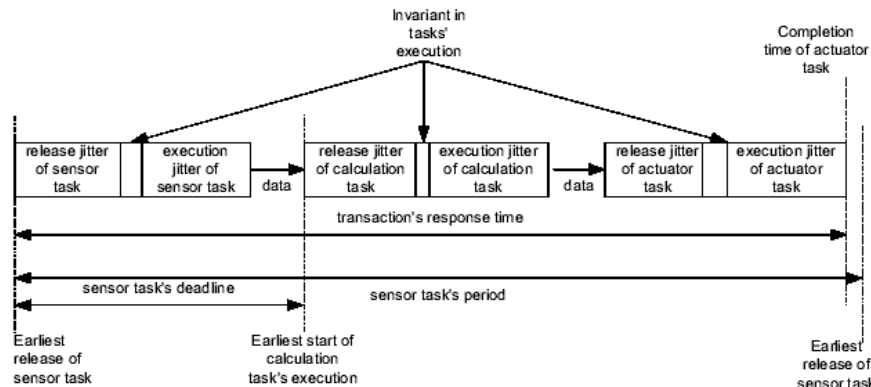 Invariant in
tasks'
execution
Completion
time of actuator
task
release jitter
of sensor
task
execution
jitter of
sensor task
data
release jitter
of calculation
task
execution jitter
of calculation
task
data
release jitter
of actuator
task
execution jitter
of actuator
task
transaction's response time
sensor task's deadline
sensor task's period
Earliest
release of
sensor task
Earliest start of
calculation
task's execution
Earliest
release of
sensor task